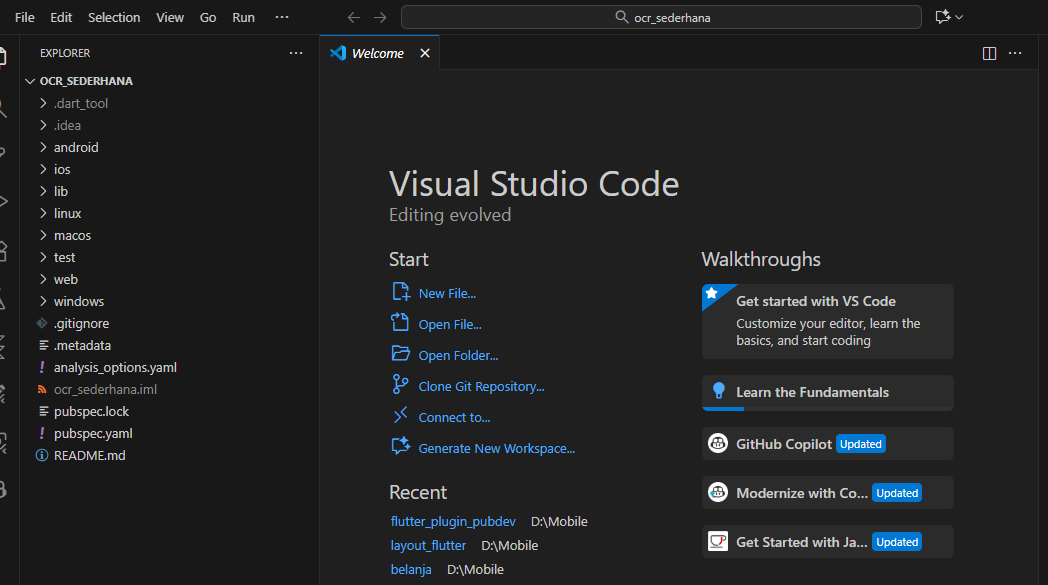 File Edit Selection View Go Run ···
ocr_sederhana
EXPLORER ···
OCR_SEDERHANA
.dart_tool
.idea
android
ios
lib
linux
macos
test
web
windows
.gitignore
.metadata
! analysis_options.yaml
ocr_sederhana.iml
pubspec.lock
! pubspec.yaml
README.md
Welcome
Visual Studio Code
Editing evolved
Start
New File...
Open File...
Open Folder...
Clone Git Repository...
Connect to...
Generate New Workspace...
Recent
flutter_plugin_pubdev D:\Mobile
layout_flutter D:\Mobile
belanja D:\Mobile
Walkthroughs
Get started with VS Code
Customize your editor, learn the
basics, and start coding
Learn the Fundamentals
GitHub Copilot Updated
Modernize with Co... Updated
Get Started with Ja... Updated